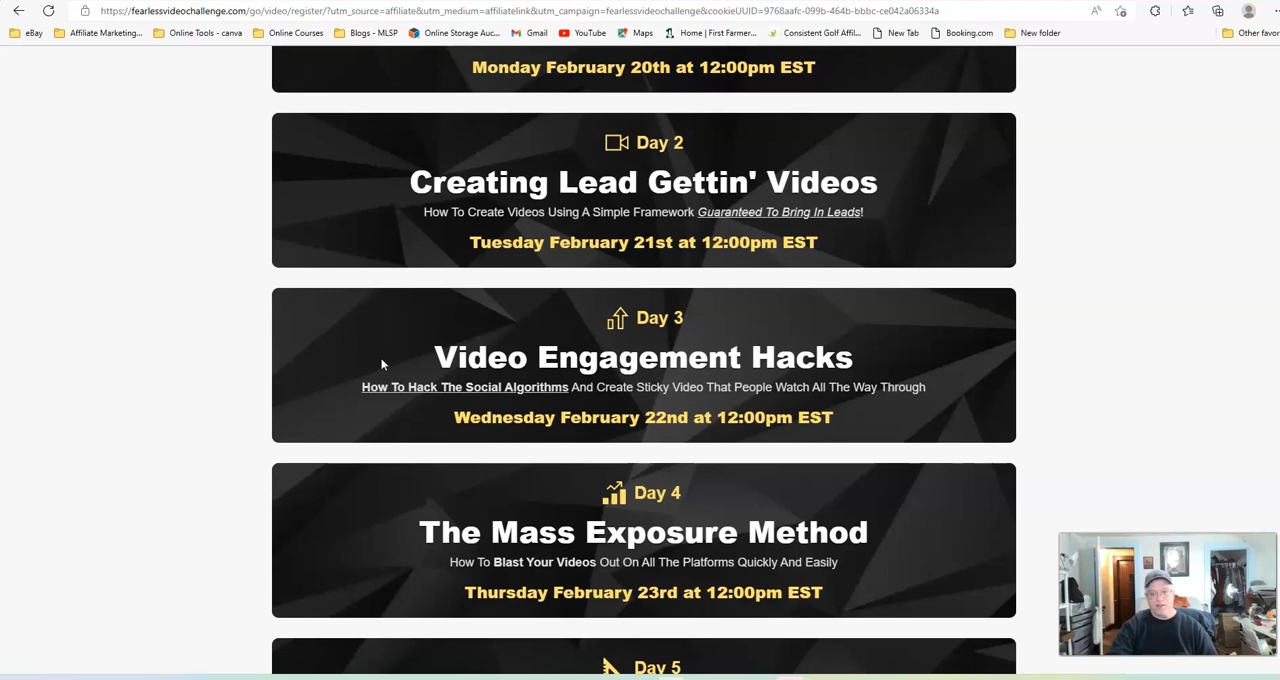 https://fearlessvideochallenge.com/go/video/register/?utm_source=affiliate&utm_medium=affiliatelink&utm_campaign=fearlessvideochallenge&cookieUUID=9768aafc-099b-464b-bbbc-ce042a06334a
eBay Affiliate Marketing... Online Tools - canva Online Courses Blogs - MLSP Online Storage Auc... Gmail YouTube Maps Home | First Farmer... Consistent Golf Affil... New Tab Booking.com New folder Other favor
Monday February 20th at 12:00pm EST
Day 2
Creating Lead Gettin' Videos
How To Create Videos Using A Simple Framework Guaranteed To Bring In Leads!
Tuesday February 21st at 12:00pm EST
Day 3
Video Engagement Hacks
How To Hack The Social Algorithms And Create Sticky Video That People Watch All The Way Through
Wednesday February 22nd at 12:00pm EST
Day 4
The Mass Exposure Method
How To Blast Your Videos Out On All The Platforms Quickly And Easily
Thursday February 23rd at 12:00pm EST
Day 5